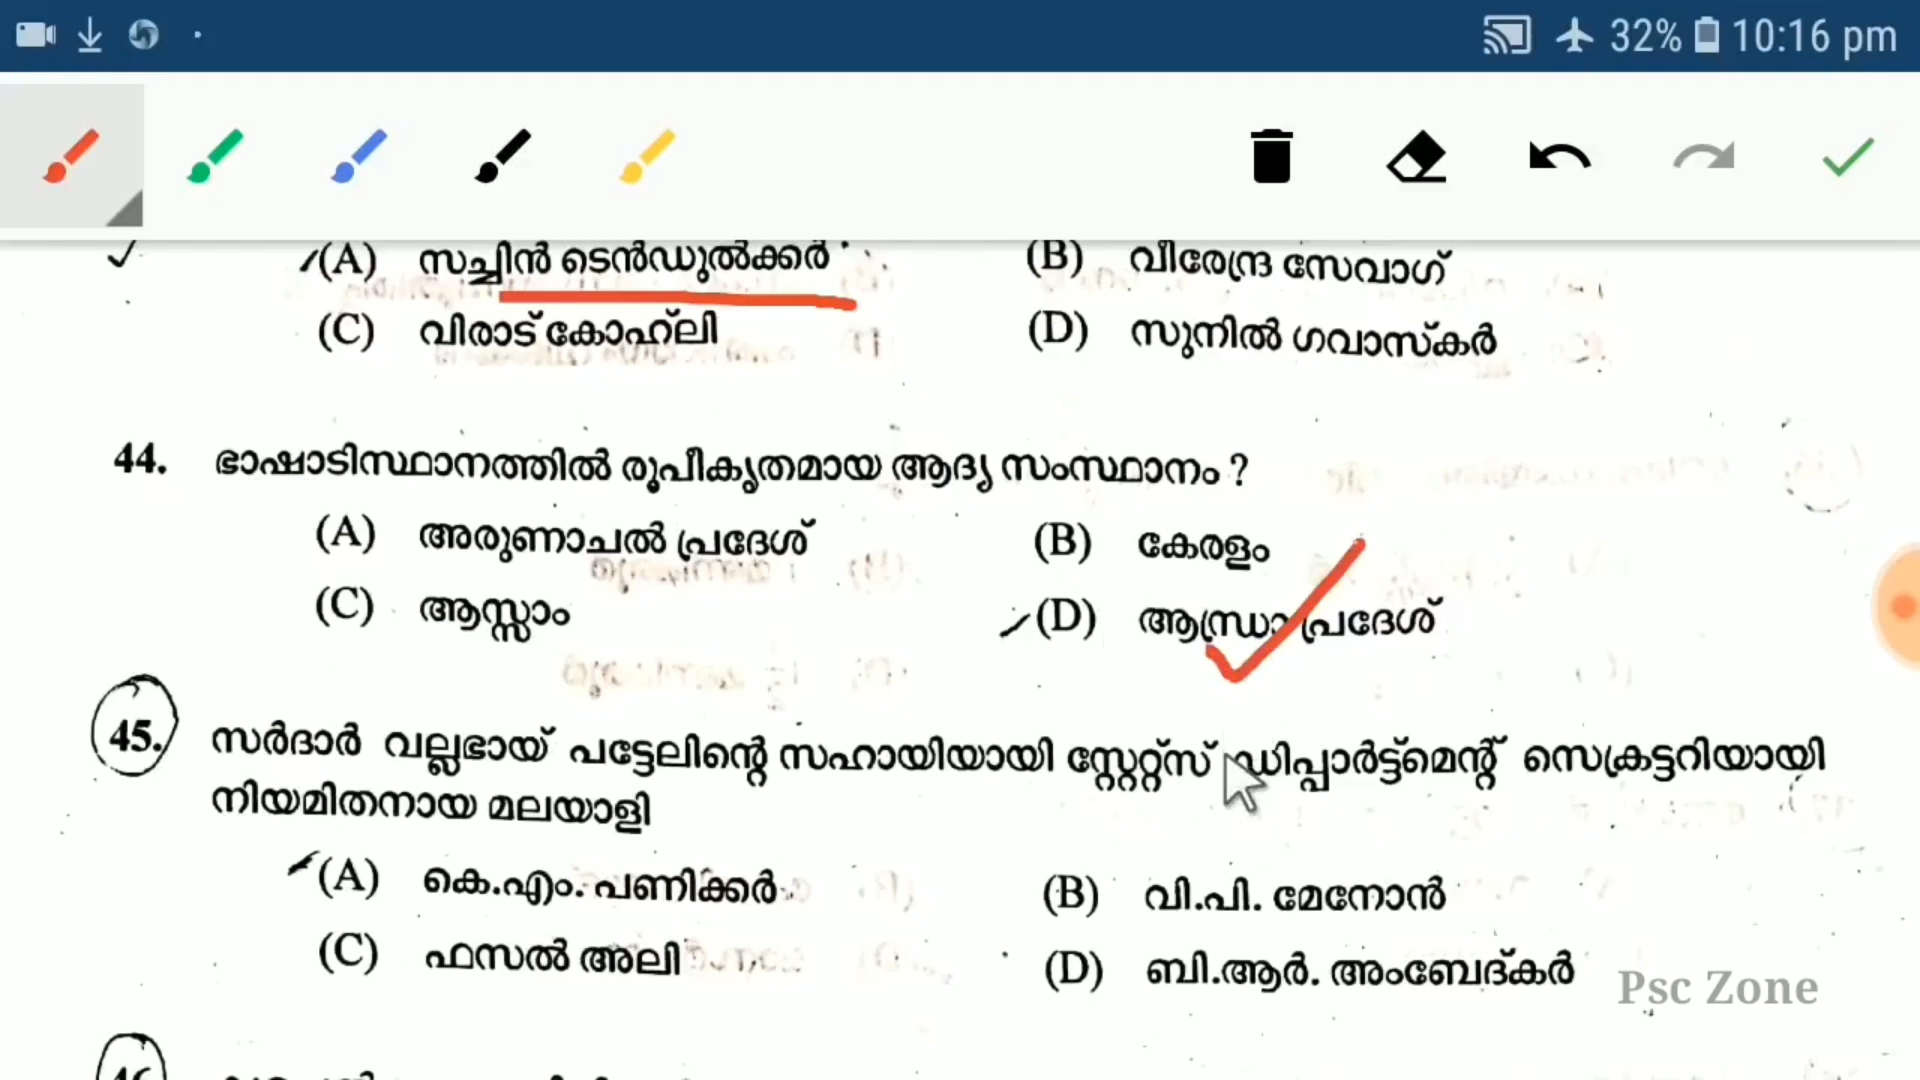 32% 10:16 pm
(A) സച്ചിൻ ടെൻഡുൽക്കർ (B) വീരേന്ദ്ര സേവാഗ്
(C) വിരാട് കോഹ്‌ലി (D) സുനിൽ ഗവാസ്കർ
44. ഭാഷാടിസ്ഥാനത്തിൽ രൂപീകൃതമായ ആദ്യ സംസ്ഥാനം ?
(A) അരുണാചൽ പ്രദേശ് (B) കേരളം
(C) ആസ്സാം (D) ആന്ധ്രാ പ്രദേശ്
45. സർദാർ വല്ലഭായ് പട്ടേലിന്റെ സഹായിയായി സ്റ്റേറ്റ്സ് ഡിപ്പാർട്ട്മെന്റ് സെക്രട്ടറിയായി
നിയമിതനായ മലയാളി
(A) കെ.എം. പണിക്കർ (B) വി.പി. മേനോൻ
(C) ഫസൽ അലി (D) ബി.ആർ. അംബേദ്കർ
Psc Zone